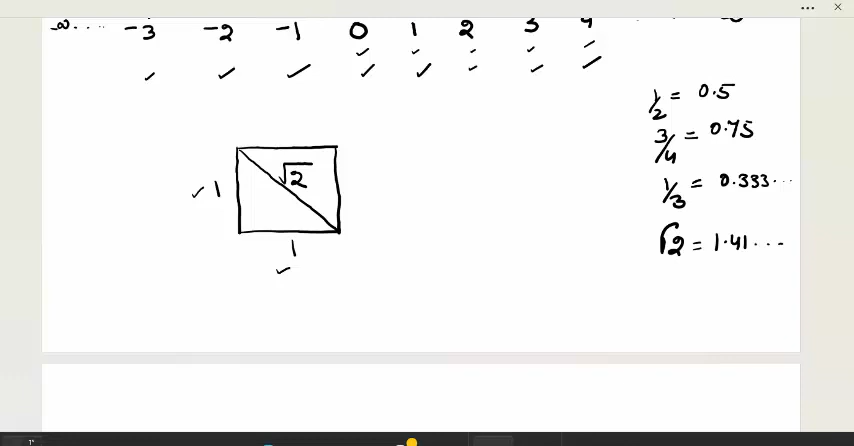 -∞.... -3 -2 -1 0 1 2 3 4
1/2 = 0.5
3/4 = 0.75
1/3 = 0.333...
√2
1
√2 = 1.41...
1